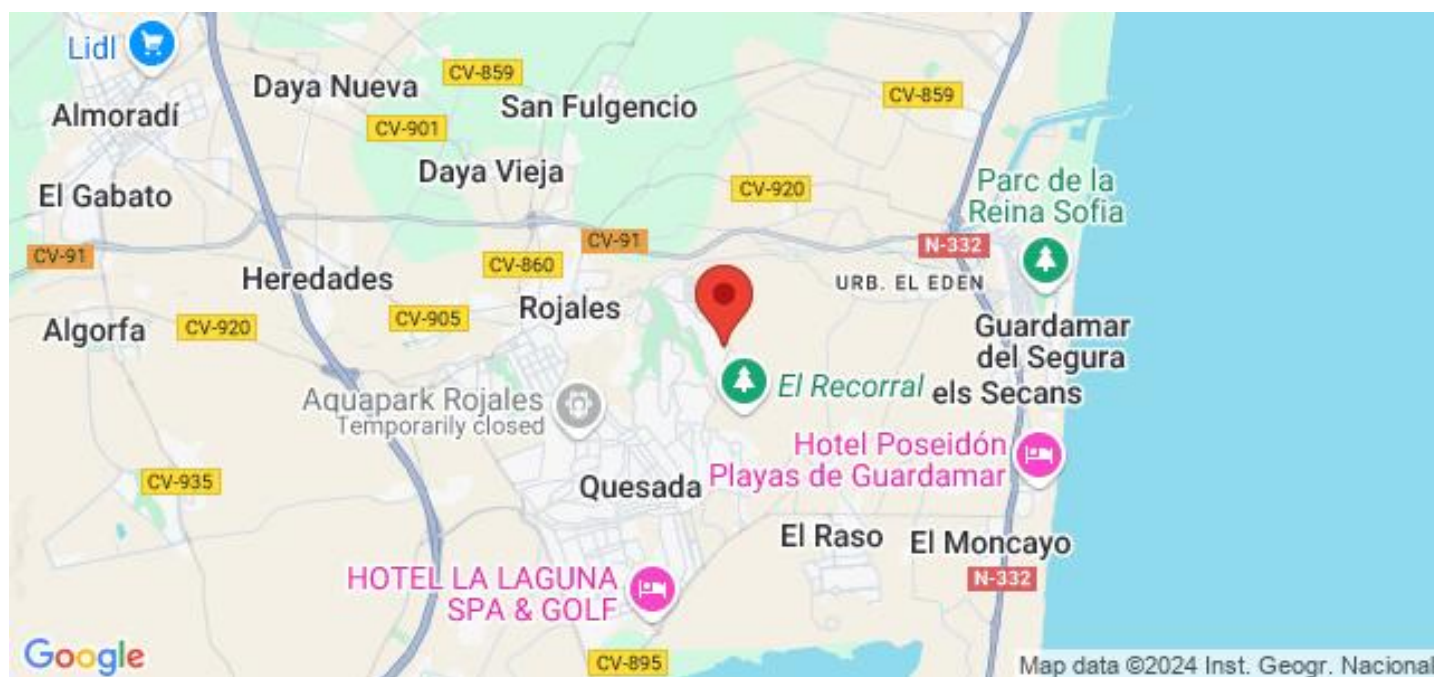 Lidl
Daya Nueva
CV-859
San Fulgencio
CV-859
Almoradí
CV-901
Daya Vieja
El Gabato
CV-920
Parc de la
Reina Sofia
CV-91
CV-91
N-332
Heredades
CV-860
URB. EL EDEN
Rojales
Algorfa
CV-920
CV-905
Guardamar
del Segura
El Recorral
els Secans
Aquapark Rojales
Temporarily closed
Hotel Poseidón
Playas de Guardamar
CV-935
Quesada
El Raso
El Moncayo
HOTEL LA LAGUNA
SPA & GOLF
N-332
Google
CV-895
Map data ©2024 Inst. Geogr. Nacional